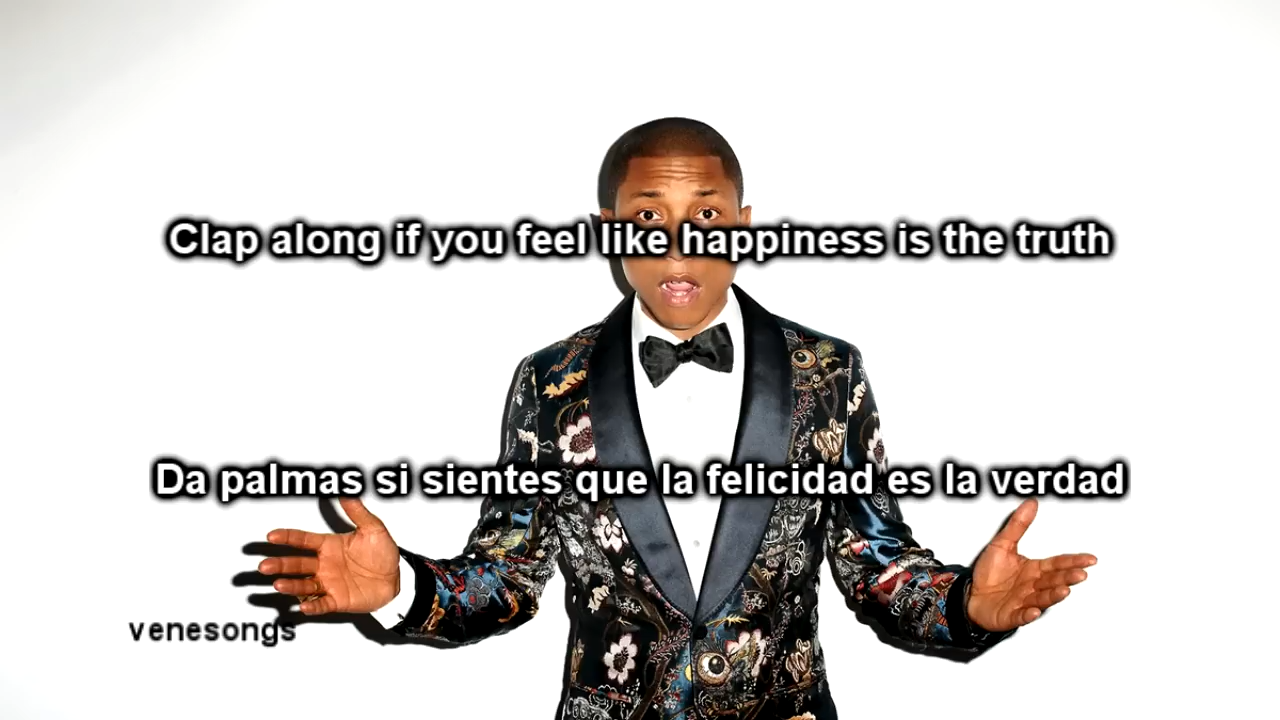 Clap along if you feel like happiness is the truth
Da palmas si sientes que la felicidad es la verdad
venesongs